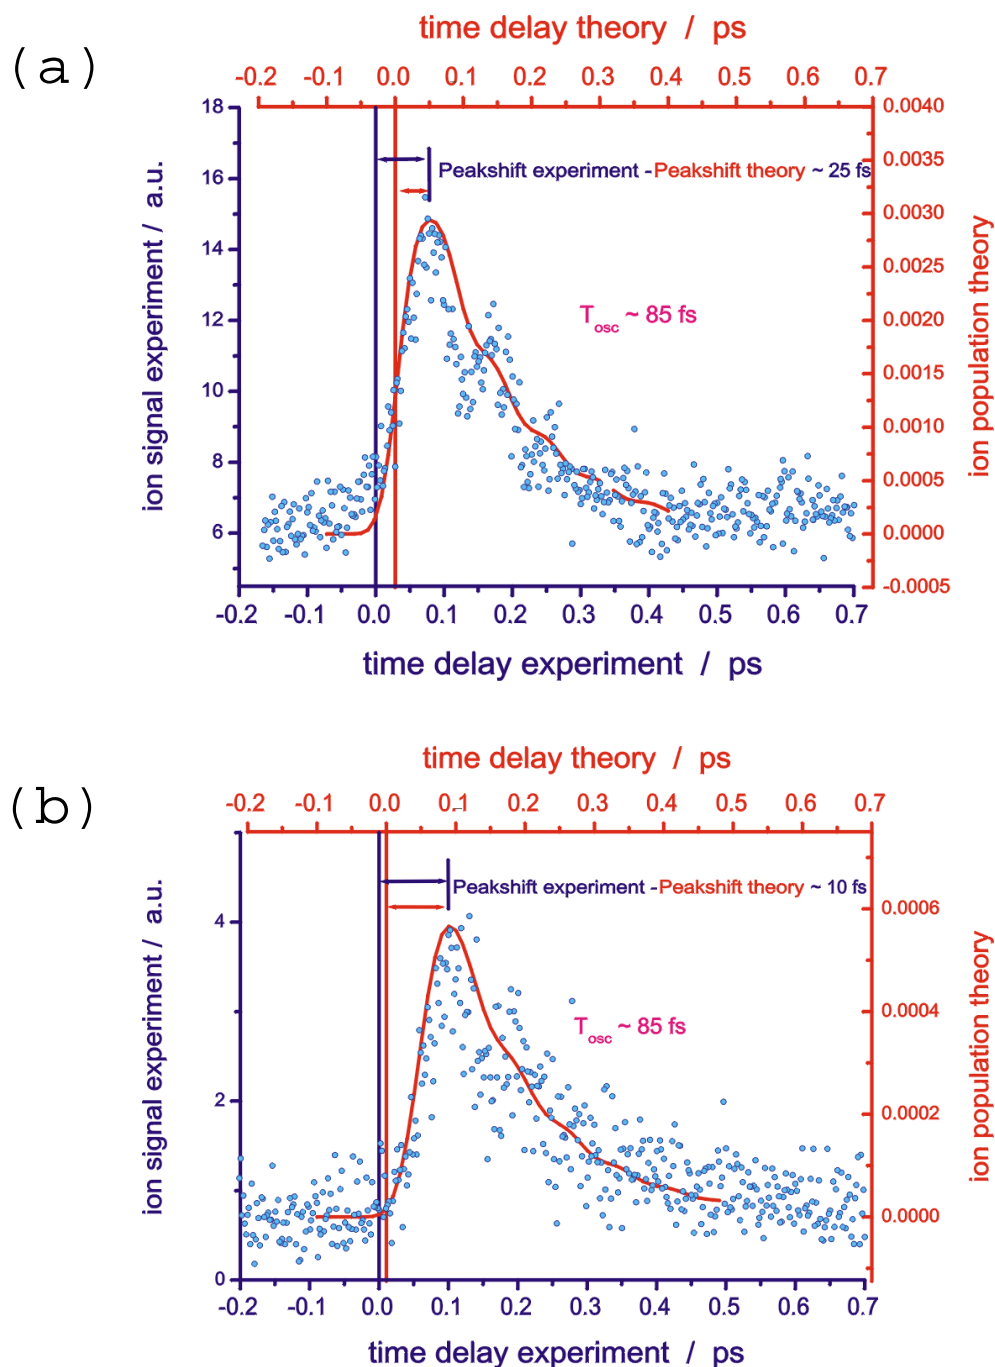 (a)
time delay theory / ps
-0.2 -0.1 0.0 0.1 0.2 0.3 0.4 0.5 0.6 0.7
18
16
14
12
10
8
6
ion signal experiment / a.u.
Peakshift experiment - Peakshift theory ~ 25 fs
Tosc ~ 85 fs
0.0040
0.0035
0.0030
0.0025
0.0020
0.0015
0.0010
0.0005
0.0000
-0.0005
ion population theory
-0.2 -0.1 0.0 0.1 0.2 0.3 0.4 0.5 0.6 0.7
time delay experiment / ps
(b)
time delay theory / ps
-0.2 -0.1 0.0 0.1 0.2 0.3 0.4 0.5 0.6 0.7
4
2
0
ion signal experiment / a.u.
Peakshift experiment - Peakshift theory ~ 10 fs
Tosc ~ 85 fs
0.0006
0.0004
0.0002
0.0000
ion population theory
-0.2 -0.1 0.0 0.1 0.2 0.3 0.4 0.5 0.6 0.7
time delay experiment / ps